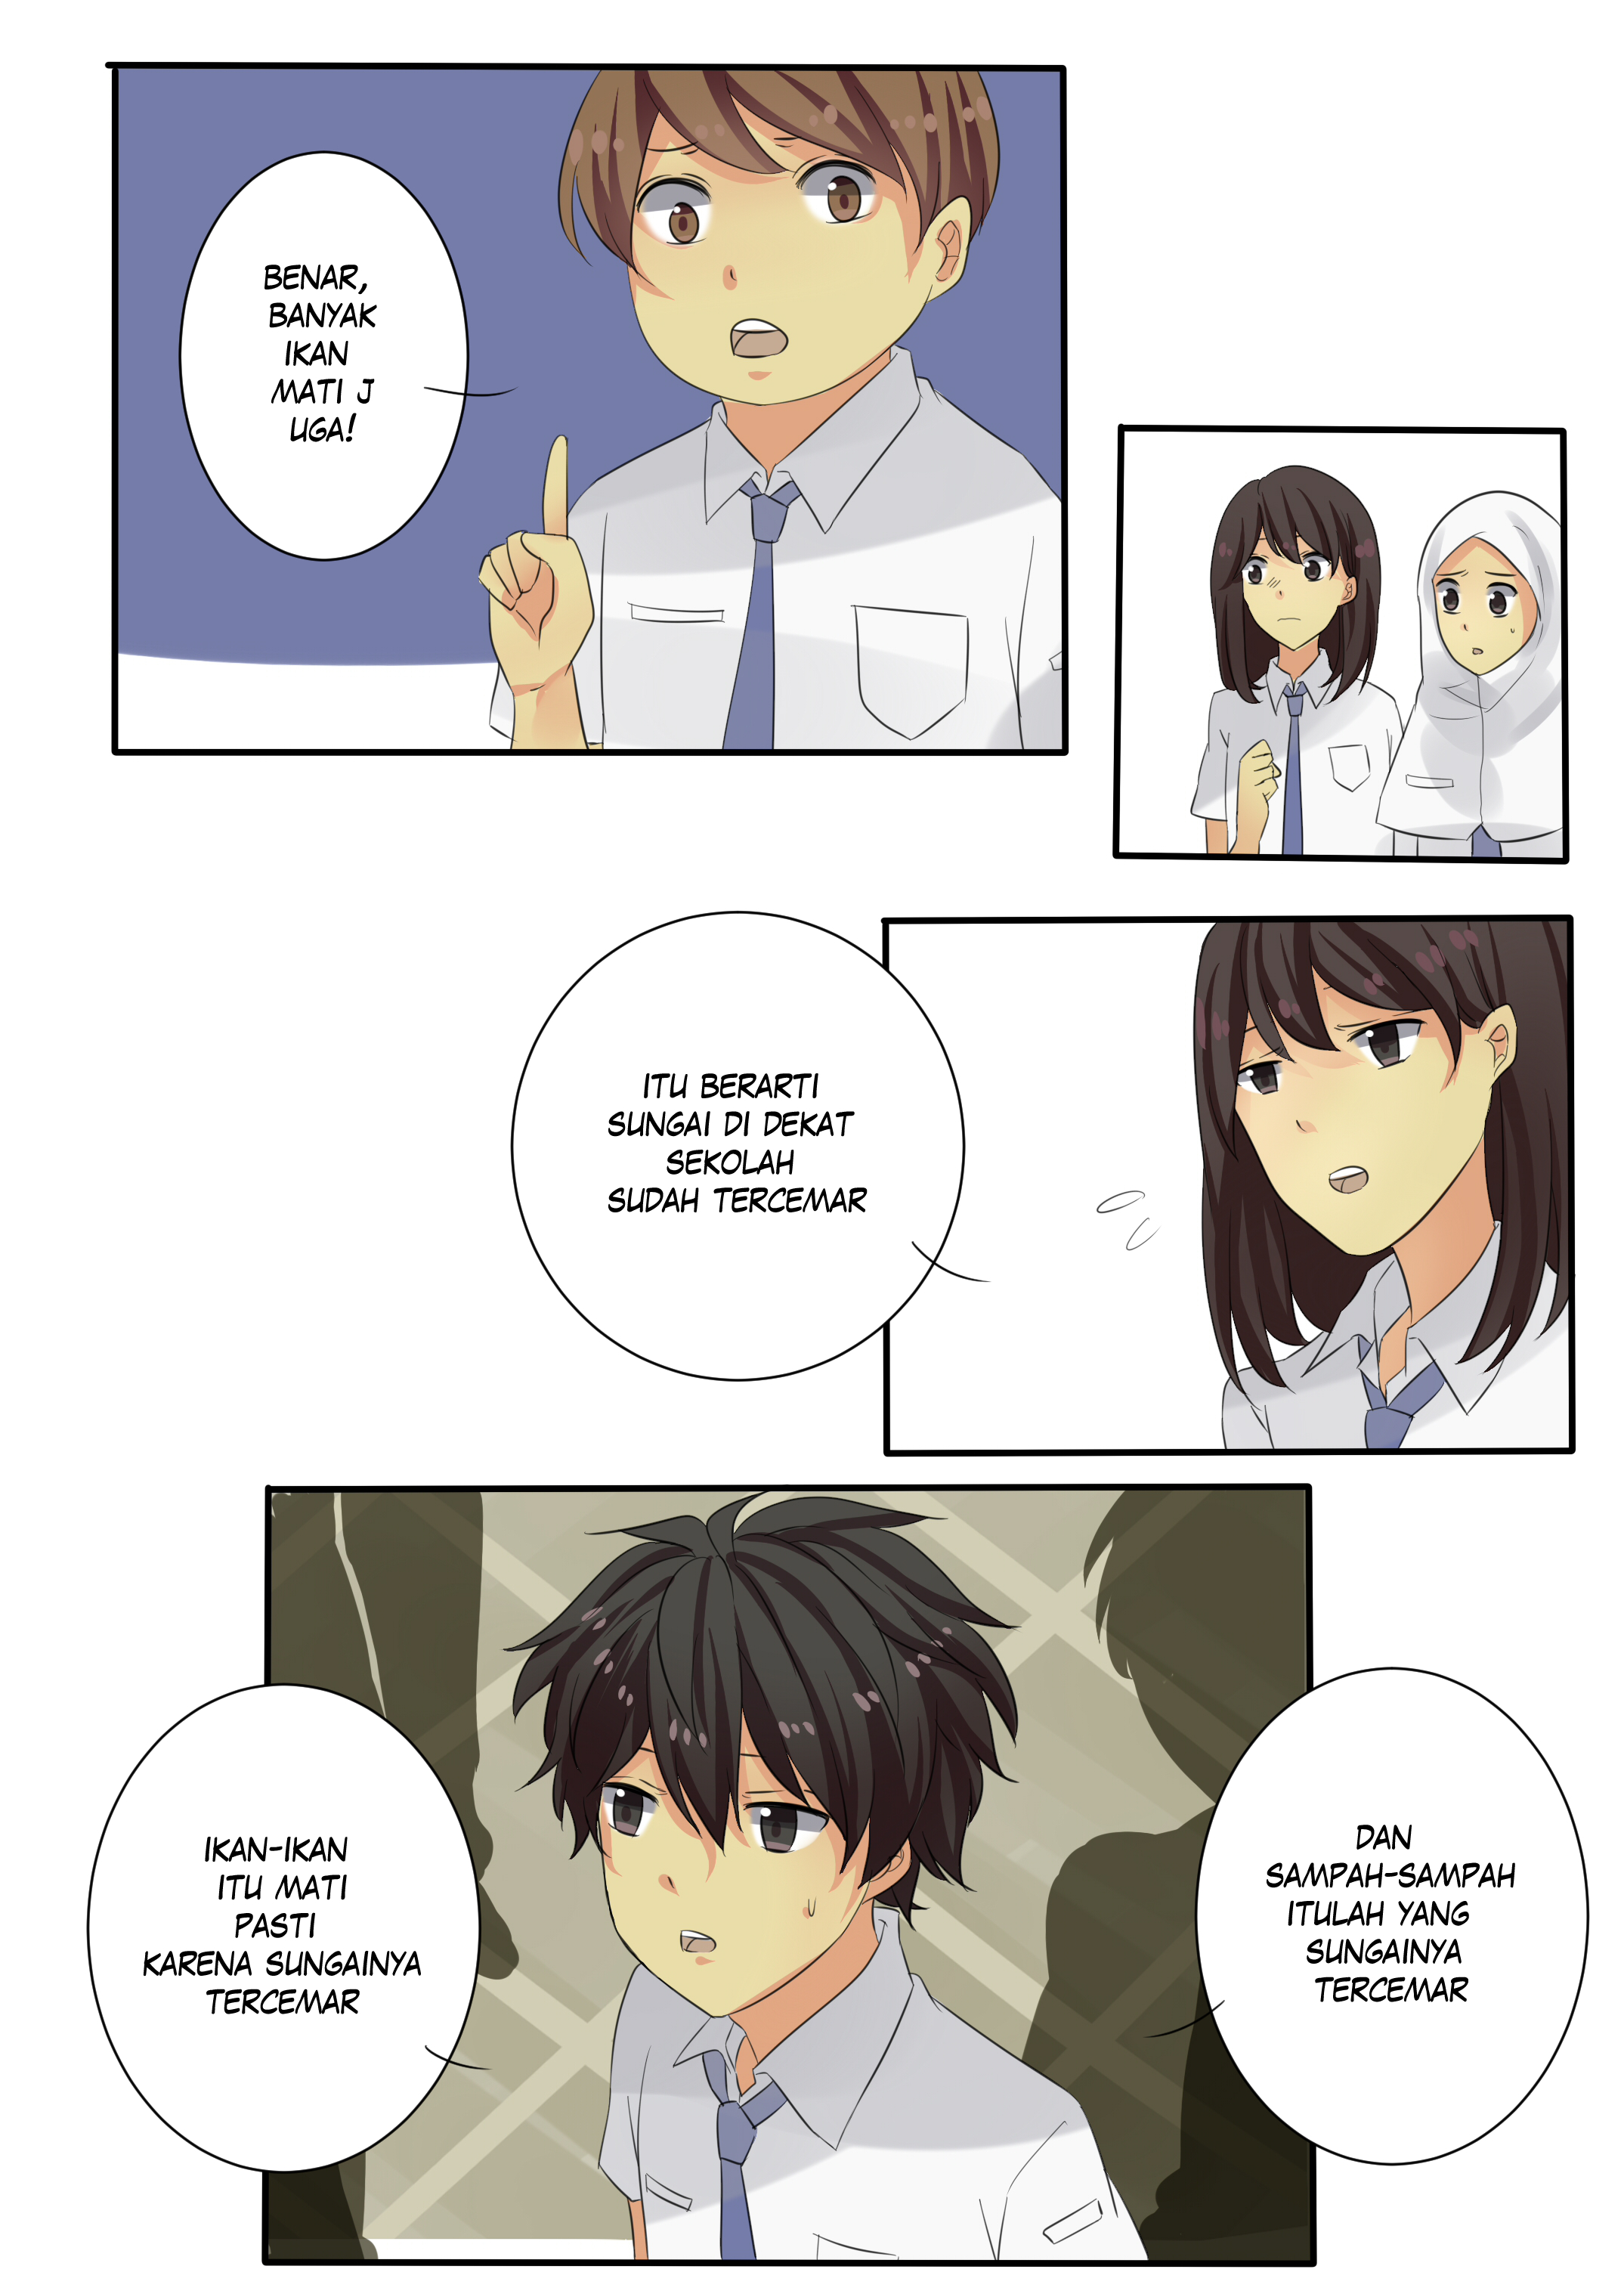 BENAR,
BANYAK
IKAN
MATI J
UGA!
ITU BERARTI
SUNGAI DI DEKAT
SEKOLAH
SUDAH TERCEMAR
IKAN-IKAN
ITU MATI
PASTI
KARENA SUNGAINYA
TERCEMAR
DAN
SAMPAH-SAMPAH
ITULAH YANG
SUNGAINYA
TERCEMAR